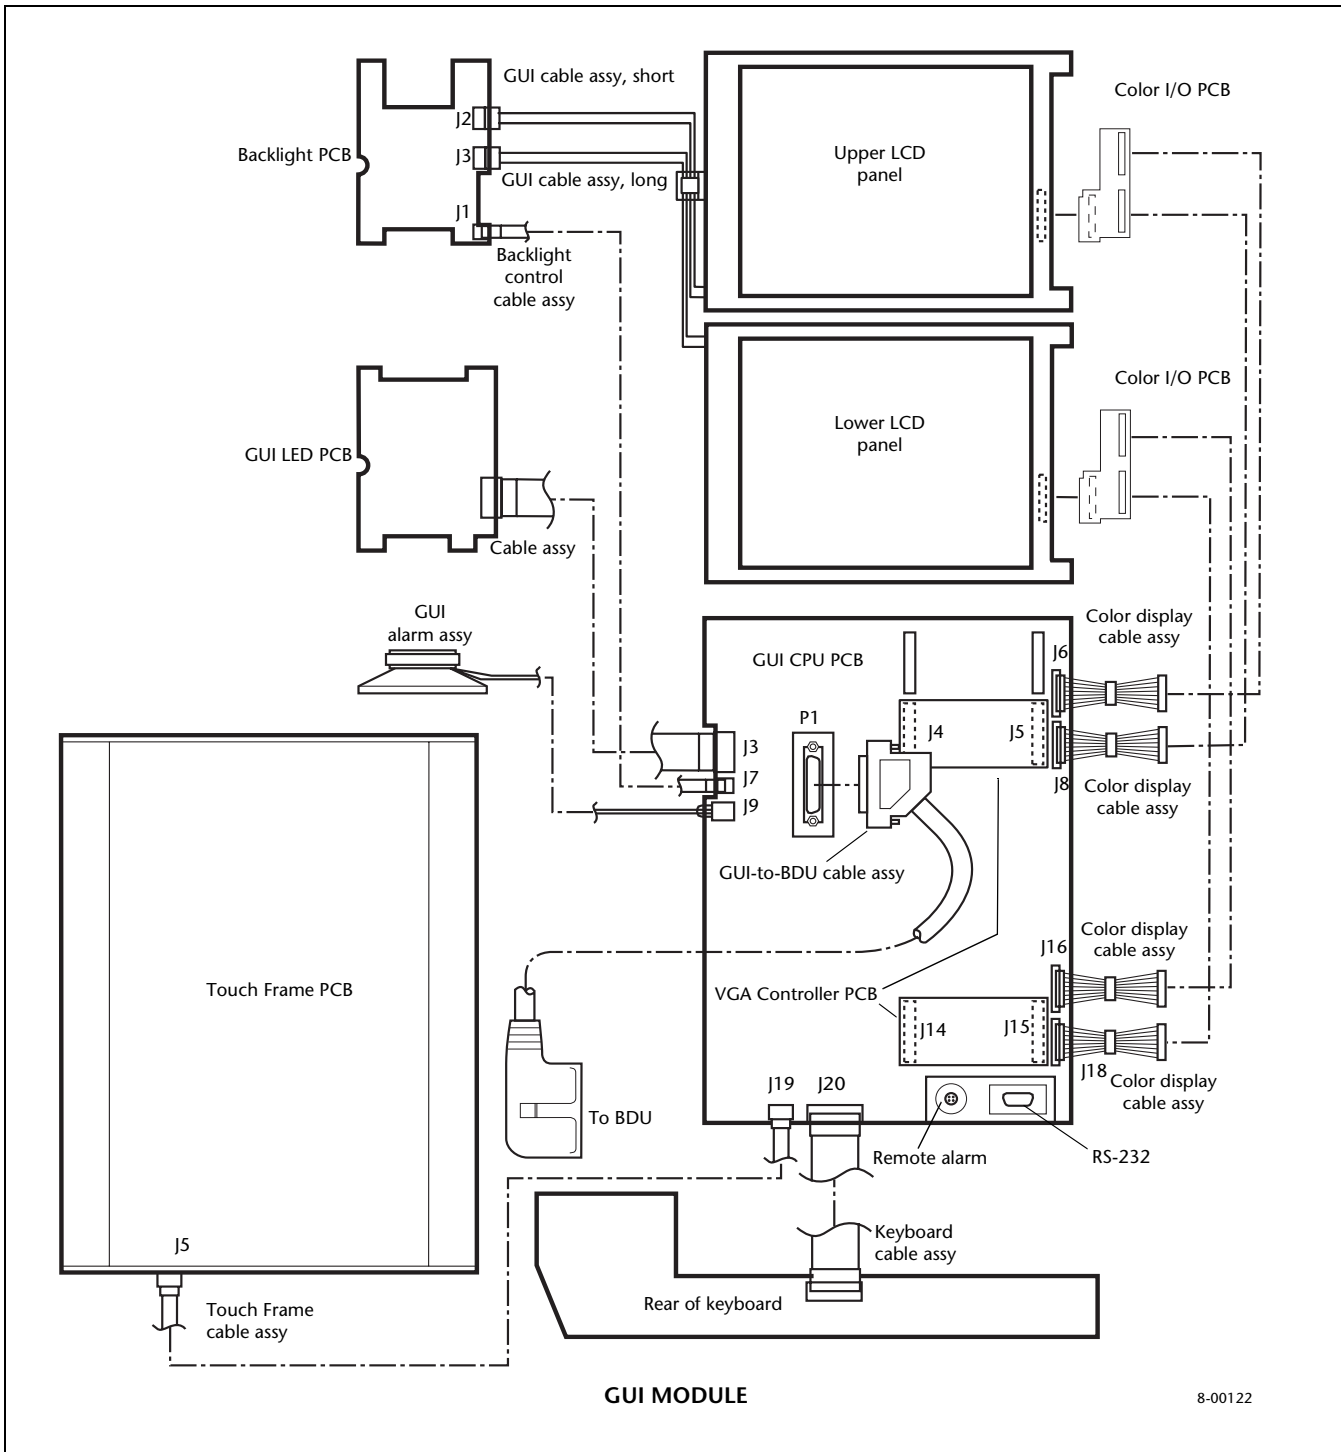 GUI cable assy, short
Color I/O PCB
J2
Backlight PCB
J3
Upper LCD
panel
GUI cable assy, long
J1
Backlight
control
cable assy
Color I/O PCB
Lower LCD
panel
GUI LED PCB
Cable assy
GUI
alarm assy
Color display
cable assy
GUI CPU PCB
J6
P1
J4
J5
J3
J7
J8
Color display
cable assy
J9
GUI-to-BDU cable assy
Color display
cable assy
J16
Touch Frame PCB
VGA Controller PCB
J14
J15
J18
Color display
cable assy
J19
J20
To BDU
Remote alarm
RS-232
J5
Keyboard
cable assy
Rear of keyboard
Touch Frame
cable assy
GUI MODULE
8-00122